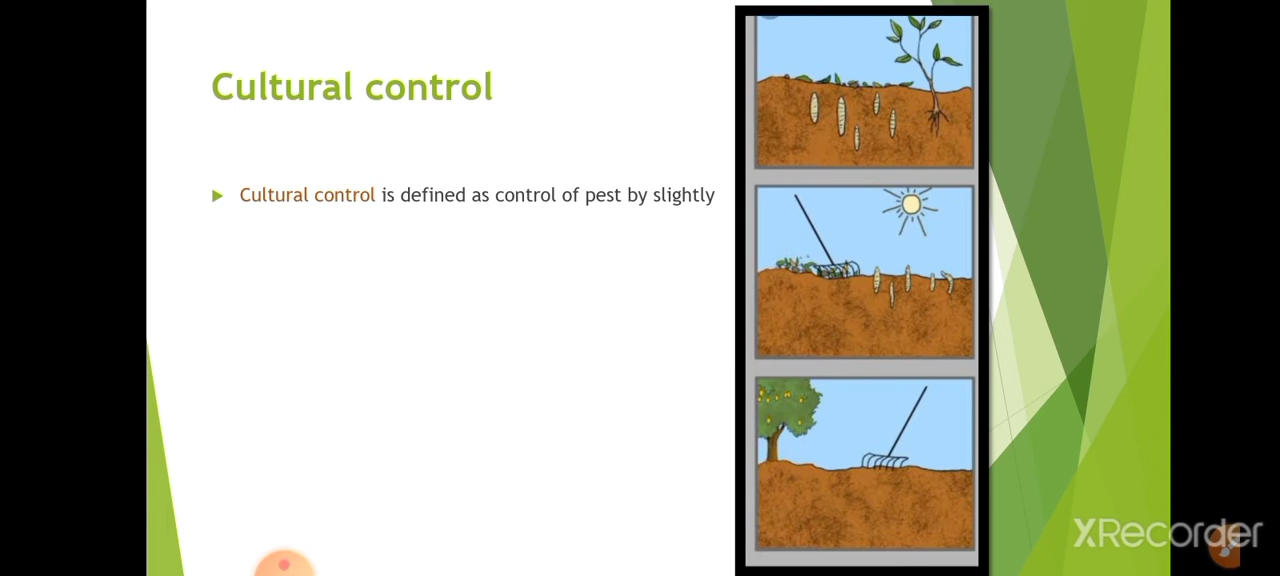 Cultural control
Cultural control is defined as control of pest by slightly
XRecorder